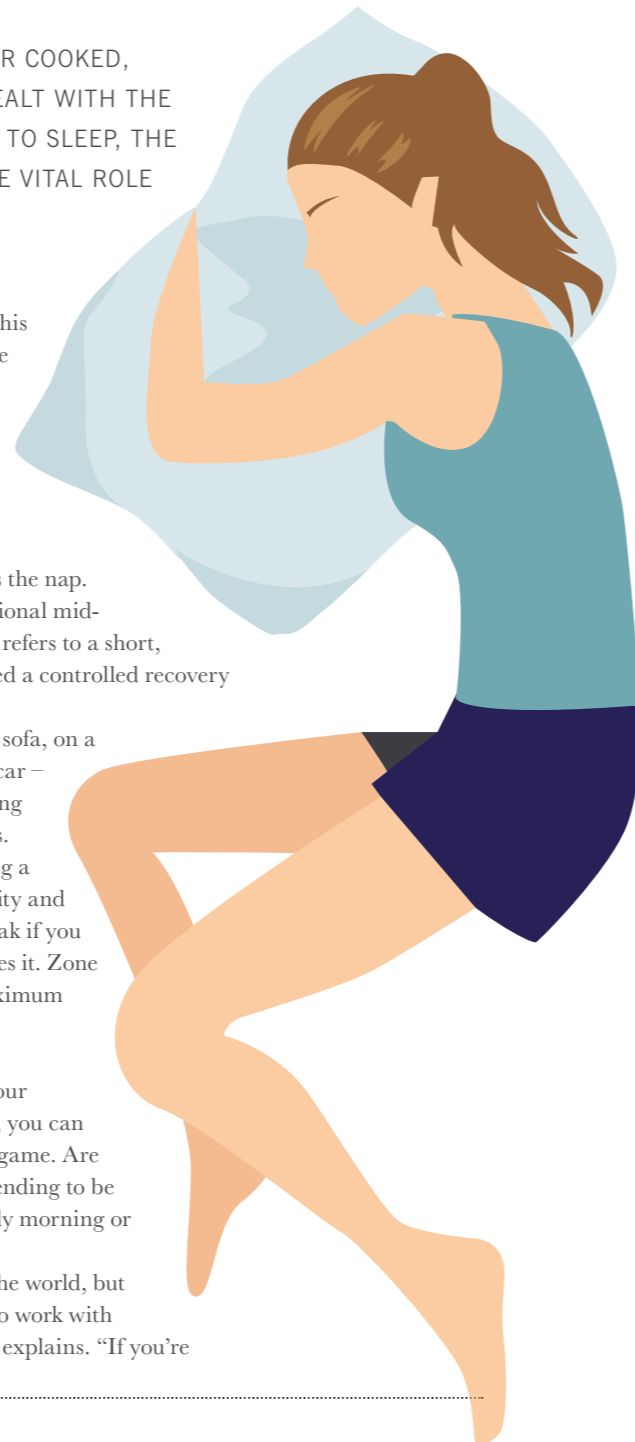 R COOKED,
EALT WITH THE
TO SLEEP, THE
E VITAL ROLE
his
e
s the nap.
ional mid-
refers to a short,
ed a controlled recovery
sofa, on a
car –
ng
s.
g a
ity and
ak if you
es it. Zone
ximum
our
, you can
game. Are
ending to be
ly morning or
he world, but
o work with
explains. “If you’re